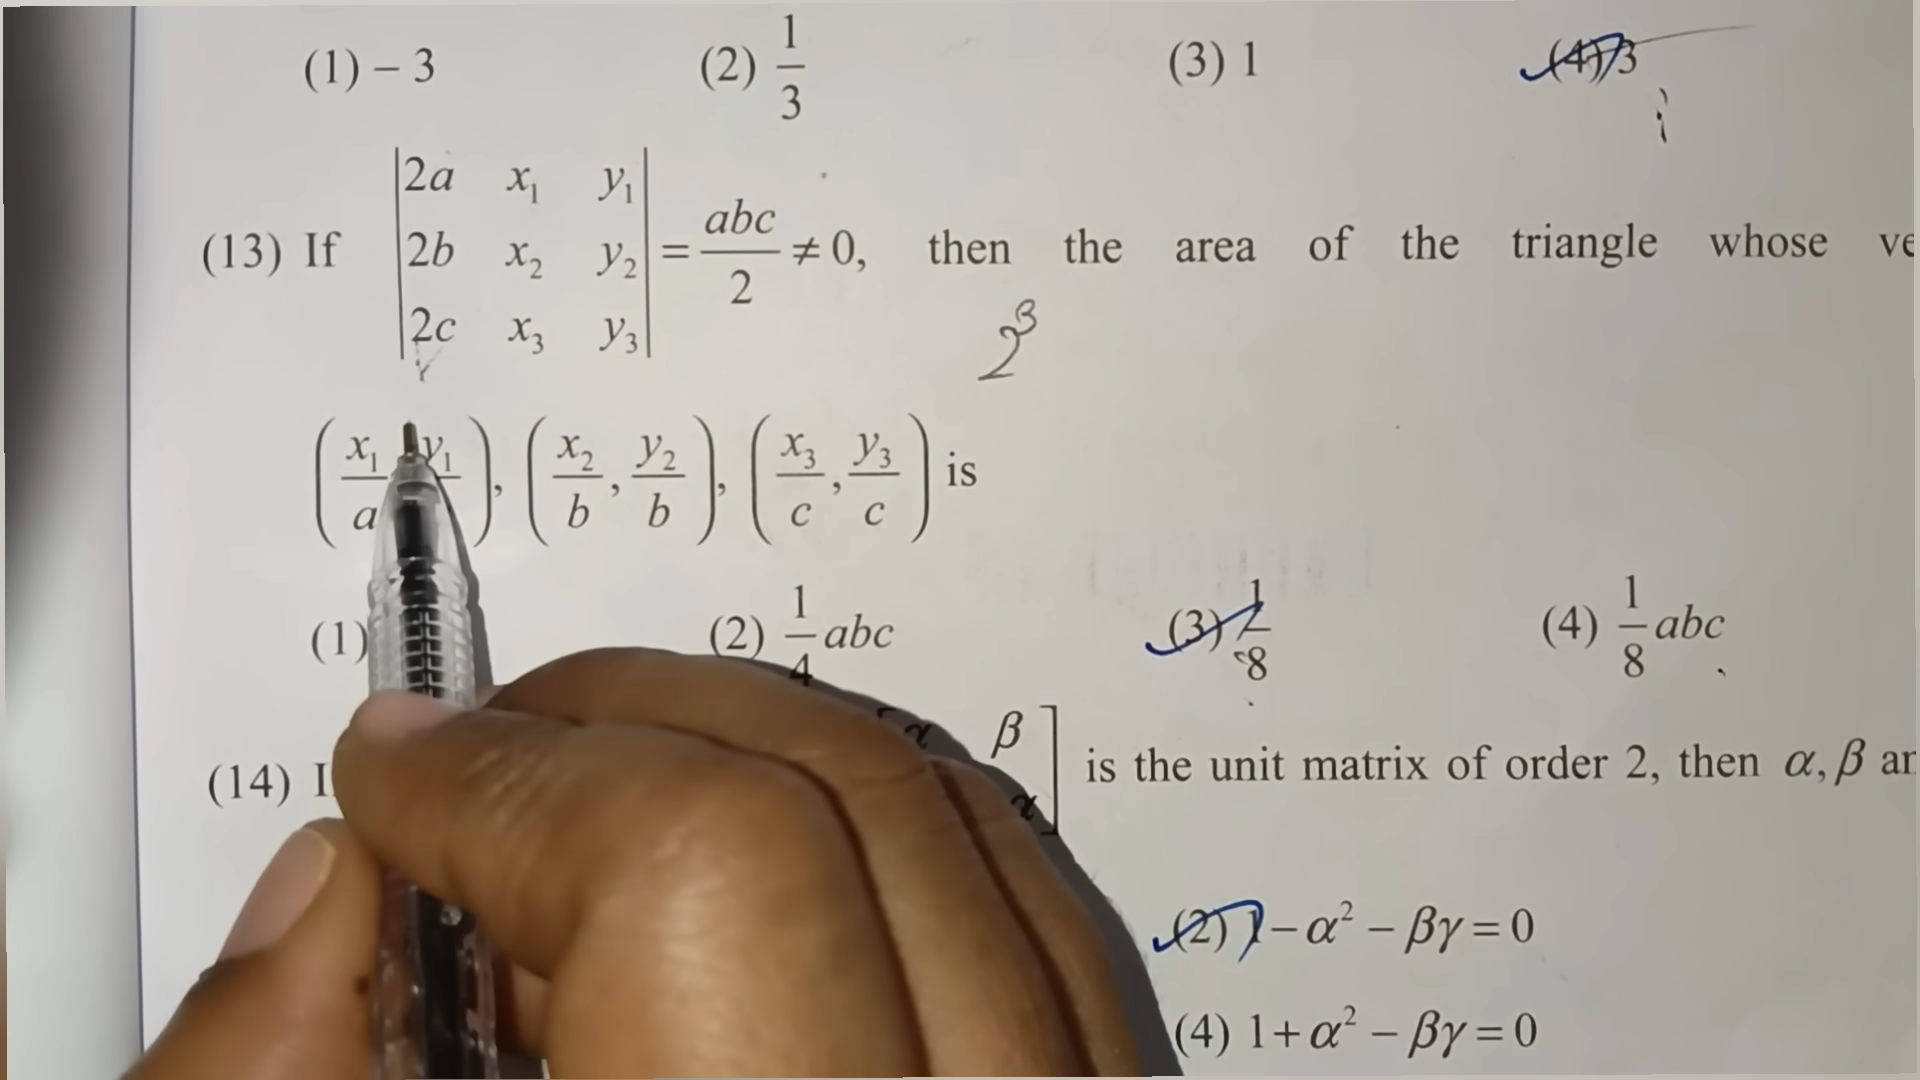 (1) – 3 (2) 1/3 (3) 1 (4) 3
(13) If |2a x₁ y₁; 2b x₂ y₂; 2c x₃ y₃| = abc/2 ≠ 0, then the area of the triangle whose
2^β
(x₁/a, y₁), (x₂/b, y₂/b), (x₃/c, y₃/c) is
(1) (2) 1/4 abc (3) 1/8 (4) 1/8 abc
(14) α β α] is the unit matrix of order 2, then α, β
(2) 1 – α² – βγ = 0
(4) 1 + α² – βγ = 0